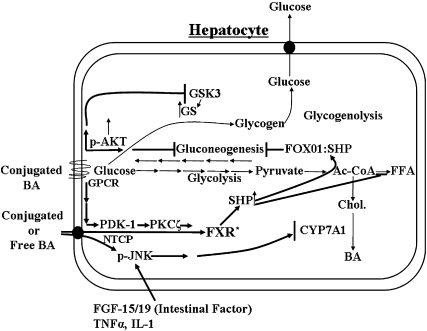 Glucose
Hepatocyte
Glucose
GSK3
GS
Glycogen
Glycogenolysis
p-AKT
Gluconeogenesis
FOX01:SHP
Conjugated
BA
Glucose
GPCR
Glycolysis
Pyruvate
Ac-CoA
FFA
SHP
Chol.
Conjugated
or
Free BA
PDK-1
PKCζ
FXR*
NTCP
CYP7A1
p-JNK
BA
FGF-15/19 (Intestinal Factor)
TNFα, IL-1